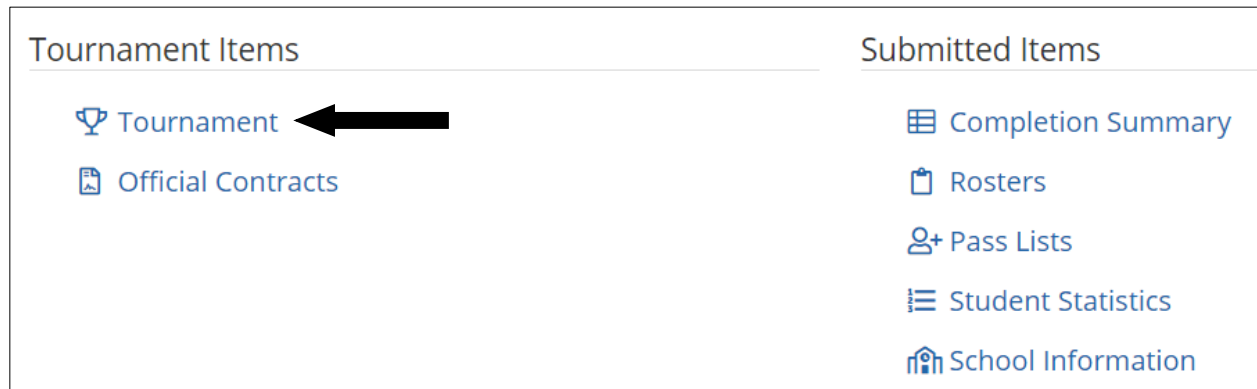 Tournament Items
Tournament
Official Contracts
Submitted Items
Completion Summary
Rosters
Pass Lists
Student Statistics
School Information